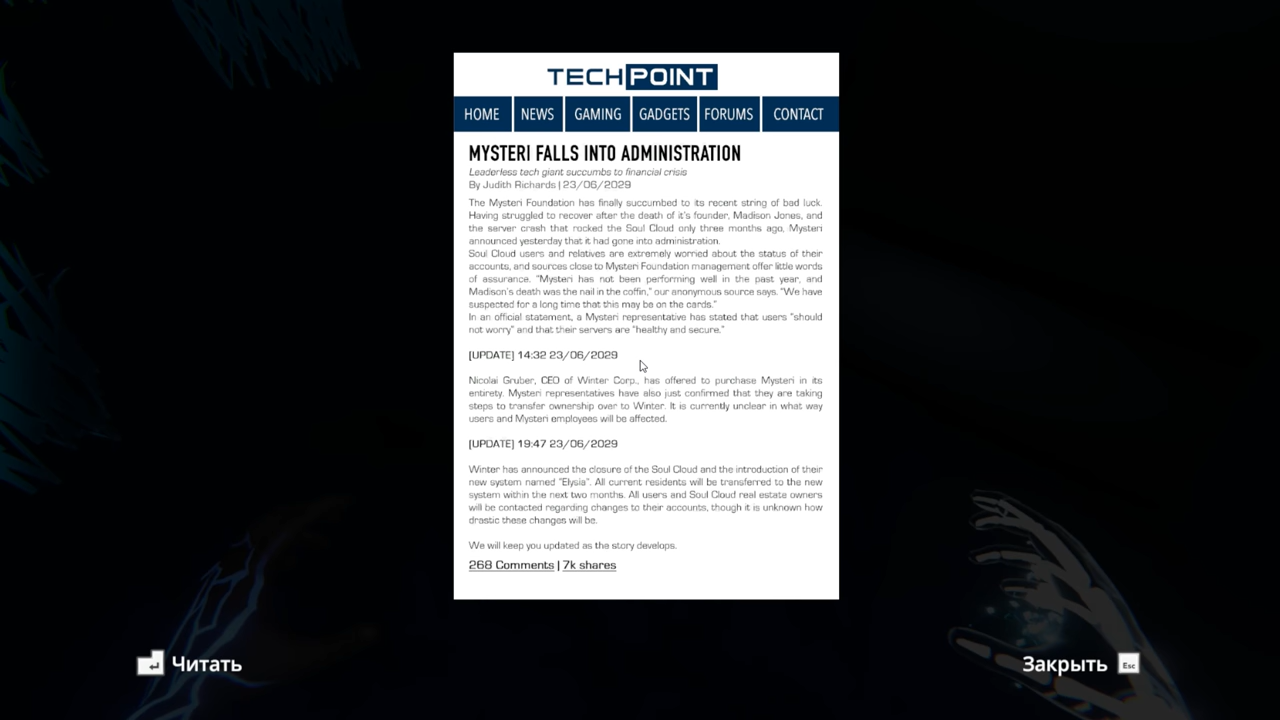 TECHPOINT
HOME NEWS GAMING GADGETS FORUMS CONTACT
MYSTERI FALLS INTO ADMINISTRATION
Leaderless tech giant succumbs to financial crisis
By Judith Richards | 23/06/2029
The Mysteri Foundation has finally succumbed to its recent string of bad luck.
Having struggled to recover after the death of it's founder, Madison Jones, and
the server crash that rocked the Soul Cloud only three months ago, Mysteri
announced yesterday that it had gone into administration.
Soul Cloud users and relatives are extremely worried about the status of their
accounts, and sources close to Mysteri Foundation management offer little words
of assurance. "Mysteri has not been performing well in the past year, and
Madison's death was the nail in the coffin," our anonymous source says. "We have
suspected for a long time that this may be on the cards."
In an official statement, a Mysteri representative has stated that users "should
not worry" and that their servers are "healthy and secure."
[UPDATE] 14:32 23/06/2029
Nicolai Gruber, CEO of Winter Corp., has offered to purchase Mysteri in its
entirety. Mysteri representatives have also just confirmed that they are taking
steps to transfer ownership over to Winter. It is currently unclear in what way
users and Mysteri employees will be affected.
[UPDATE] 19:47 23/06/2029
Winter has announced the closure of the Soul Cloud and the introduction of their
new system named "Elysia". All current residents will be transferred to the new
system within the next two months. All users and Soul Cloud real estate owners
will be contacted regarding changes to their accounts, though it is unknown how
drastic these changes will be.
We will keep you updated as the story develops.
268 Comments | 7k shares
Читать
Закрыть Esc